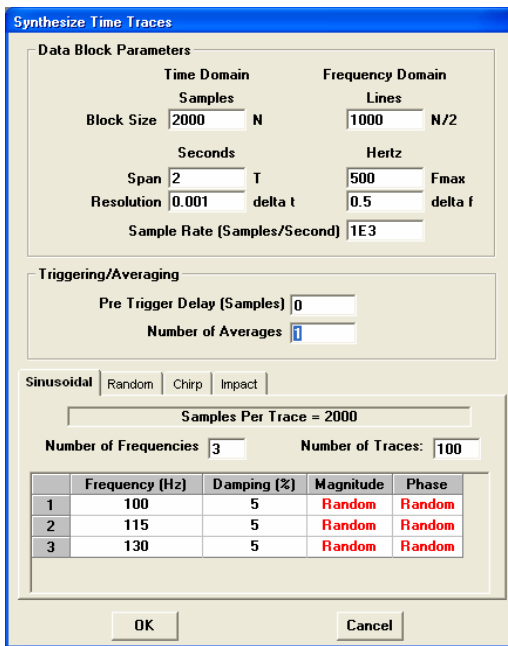 Synthesize Time Traces
Data Block Parameters
Time Domain Frequency Domain
Samples Lines
Block Size 2000 N 1000 N/2
Seconds Hertz
Span 2 T 500 Fmax
Resolution 0.001 delta t 0.5 delta f
Sample Rate (Samples/Second) 1E3
Triggering/Averaging
Pre Trigger Delay (Samples) 0
Number of Averages 1
Sinusoidal Random Chirp Impact
Samples Per Trace = 2000
Number of Frequencies 3 Number of Traces: 100
Frequency (Hz) Damping (%) Magnitude Phase
1 100 5 Random Random
2 115 5 Random Random
3 130 5 Random Random
OK Cancel